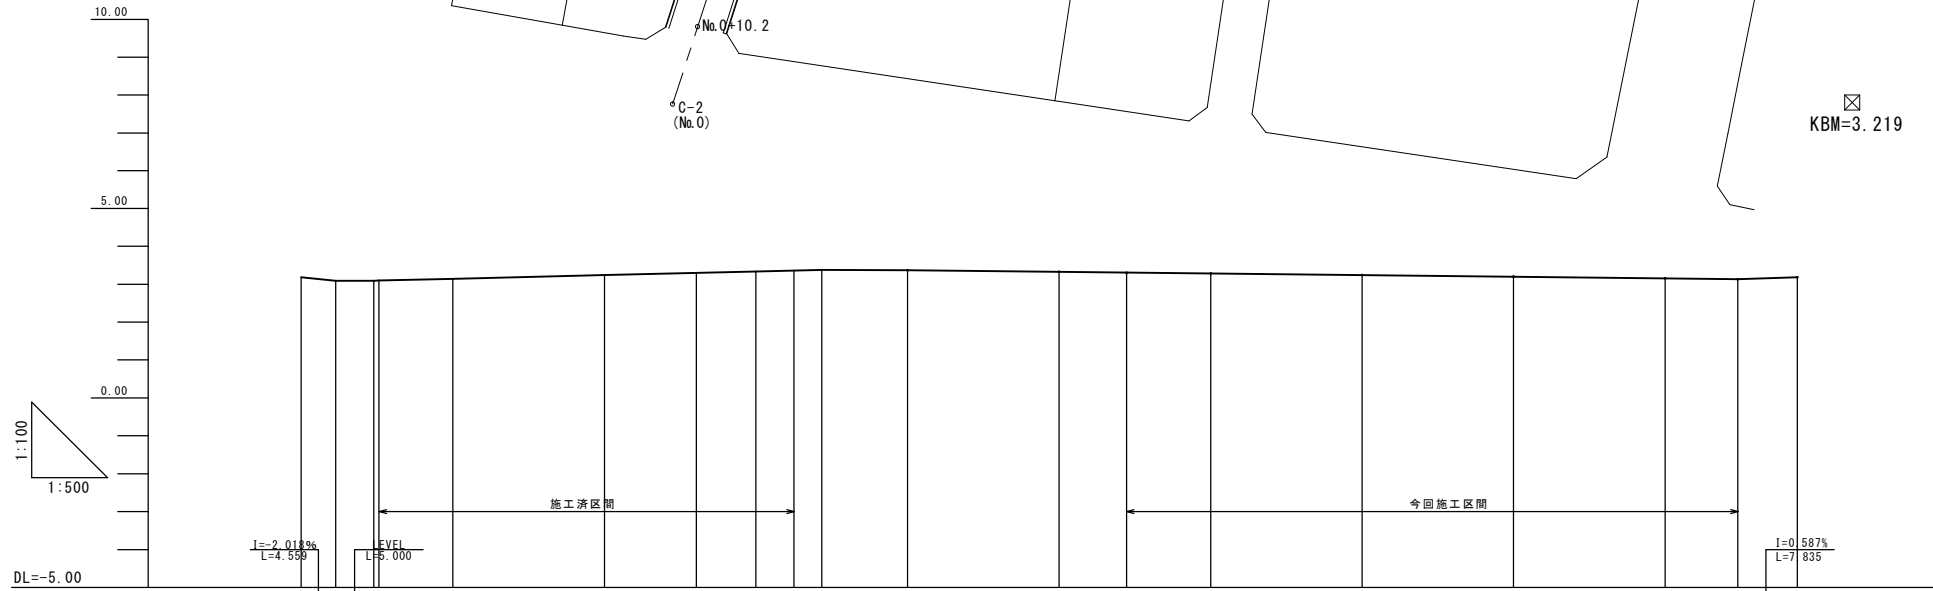 10.00
No.0+10.2
C-2
(No.0)
KBM=3.219
5.00
0.00
1:100
1:500
施工済区間
今回施工区間
I=-2.018%
L=4.559
LEVEL
L=5.000
I=0.587%
L=7.835
DL=-5.00